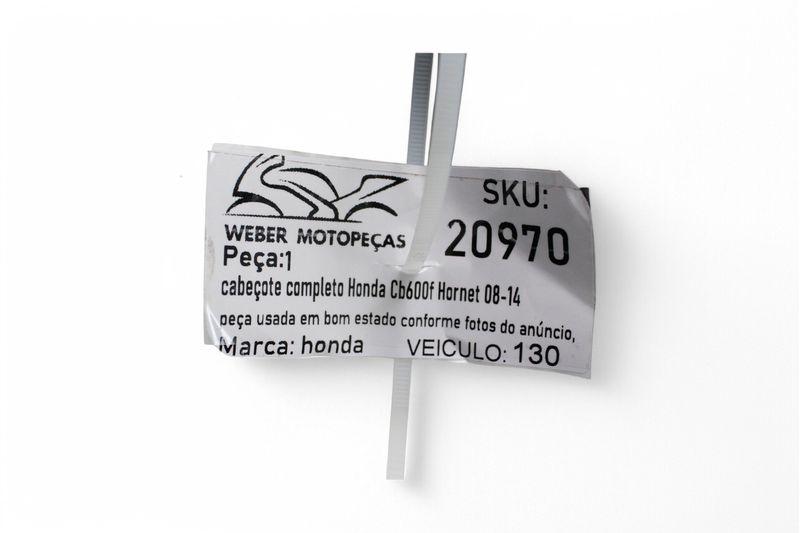 WEBER MOTOPEÇAS
SKU:
20970
Peça:1
cabeçote completo Honda Cb600f Hornet 08-14
peça usada em bom estado conforme fotos do anúncio,
Marca: honda VEICULO: 130